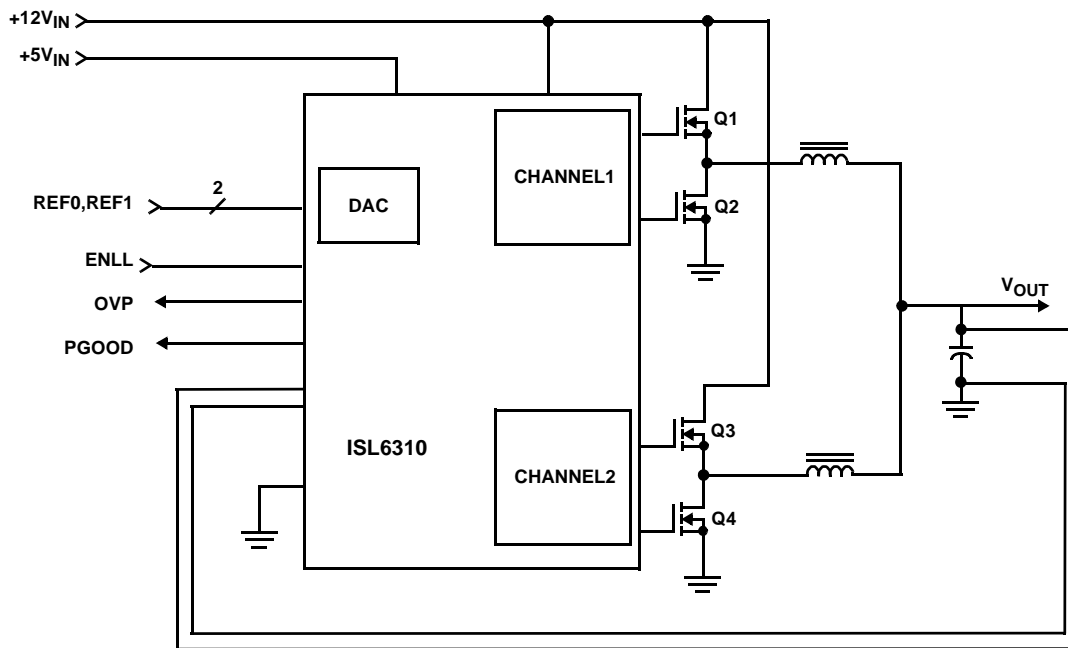 +12VIN
+5VIN
Q1
CHANNEL1
2
REF0,REF1
DAC
Q2
ENLL
VOUT
OVP
PGOOD
Q3
ISL6310
CHANNEL2
Q4